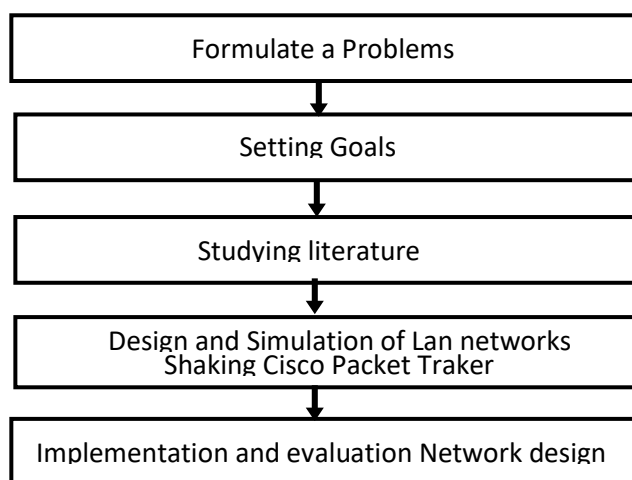 Formulate a Problems
Setting Goals
Studying literature
Design and Simulation of Lan networks
Shaking Cisco Packet Traker
Implementation and evaluation Network design